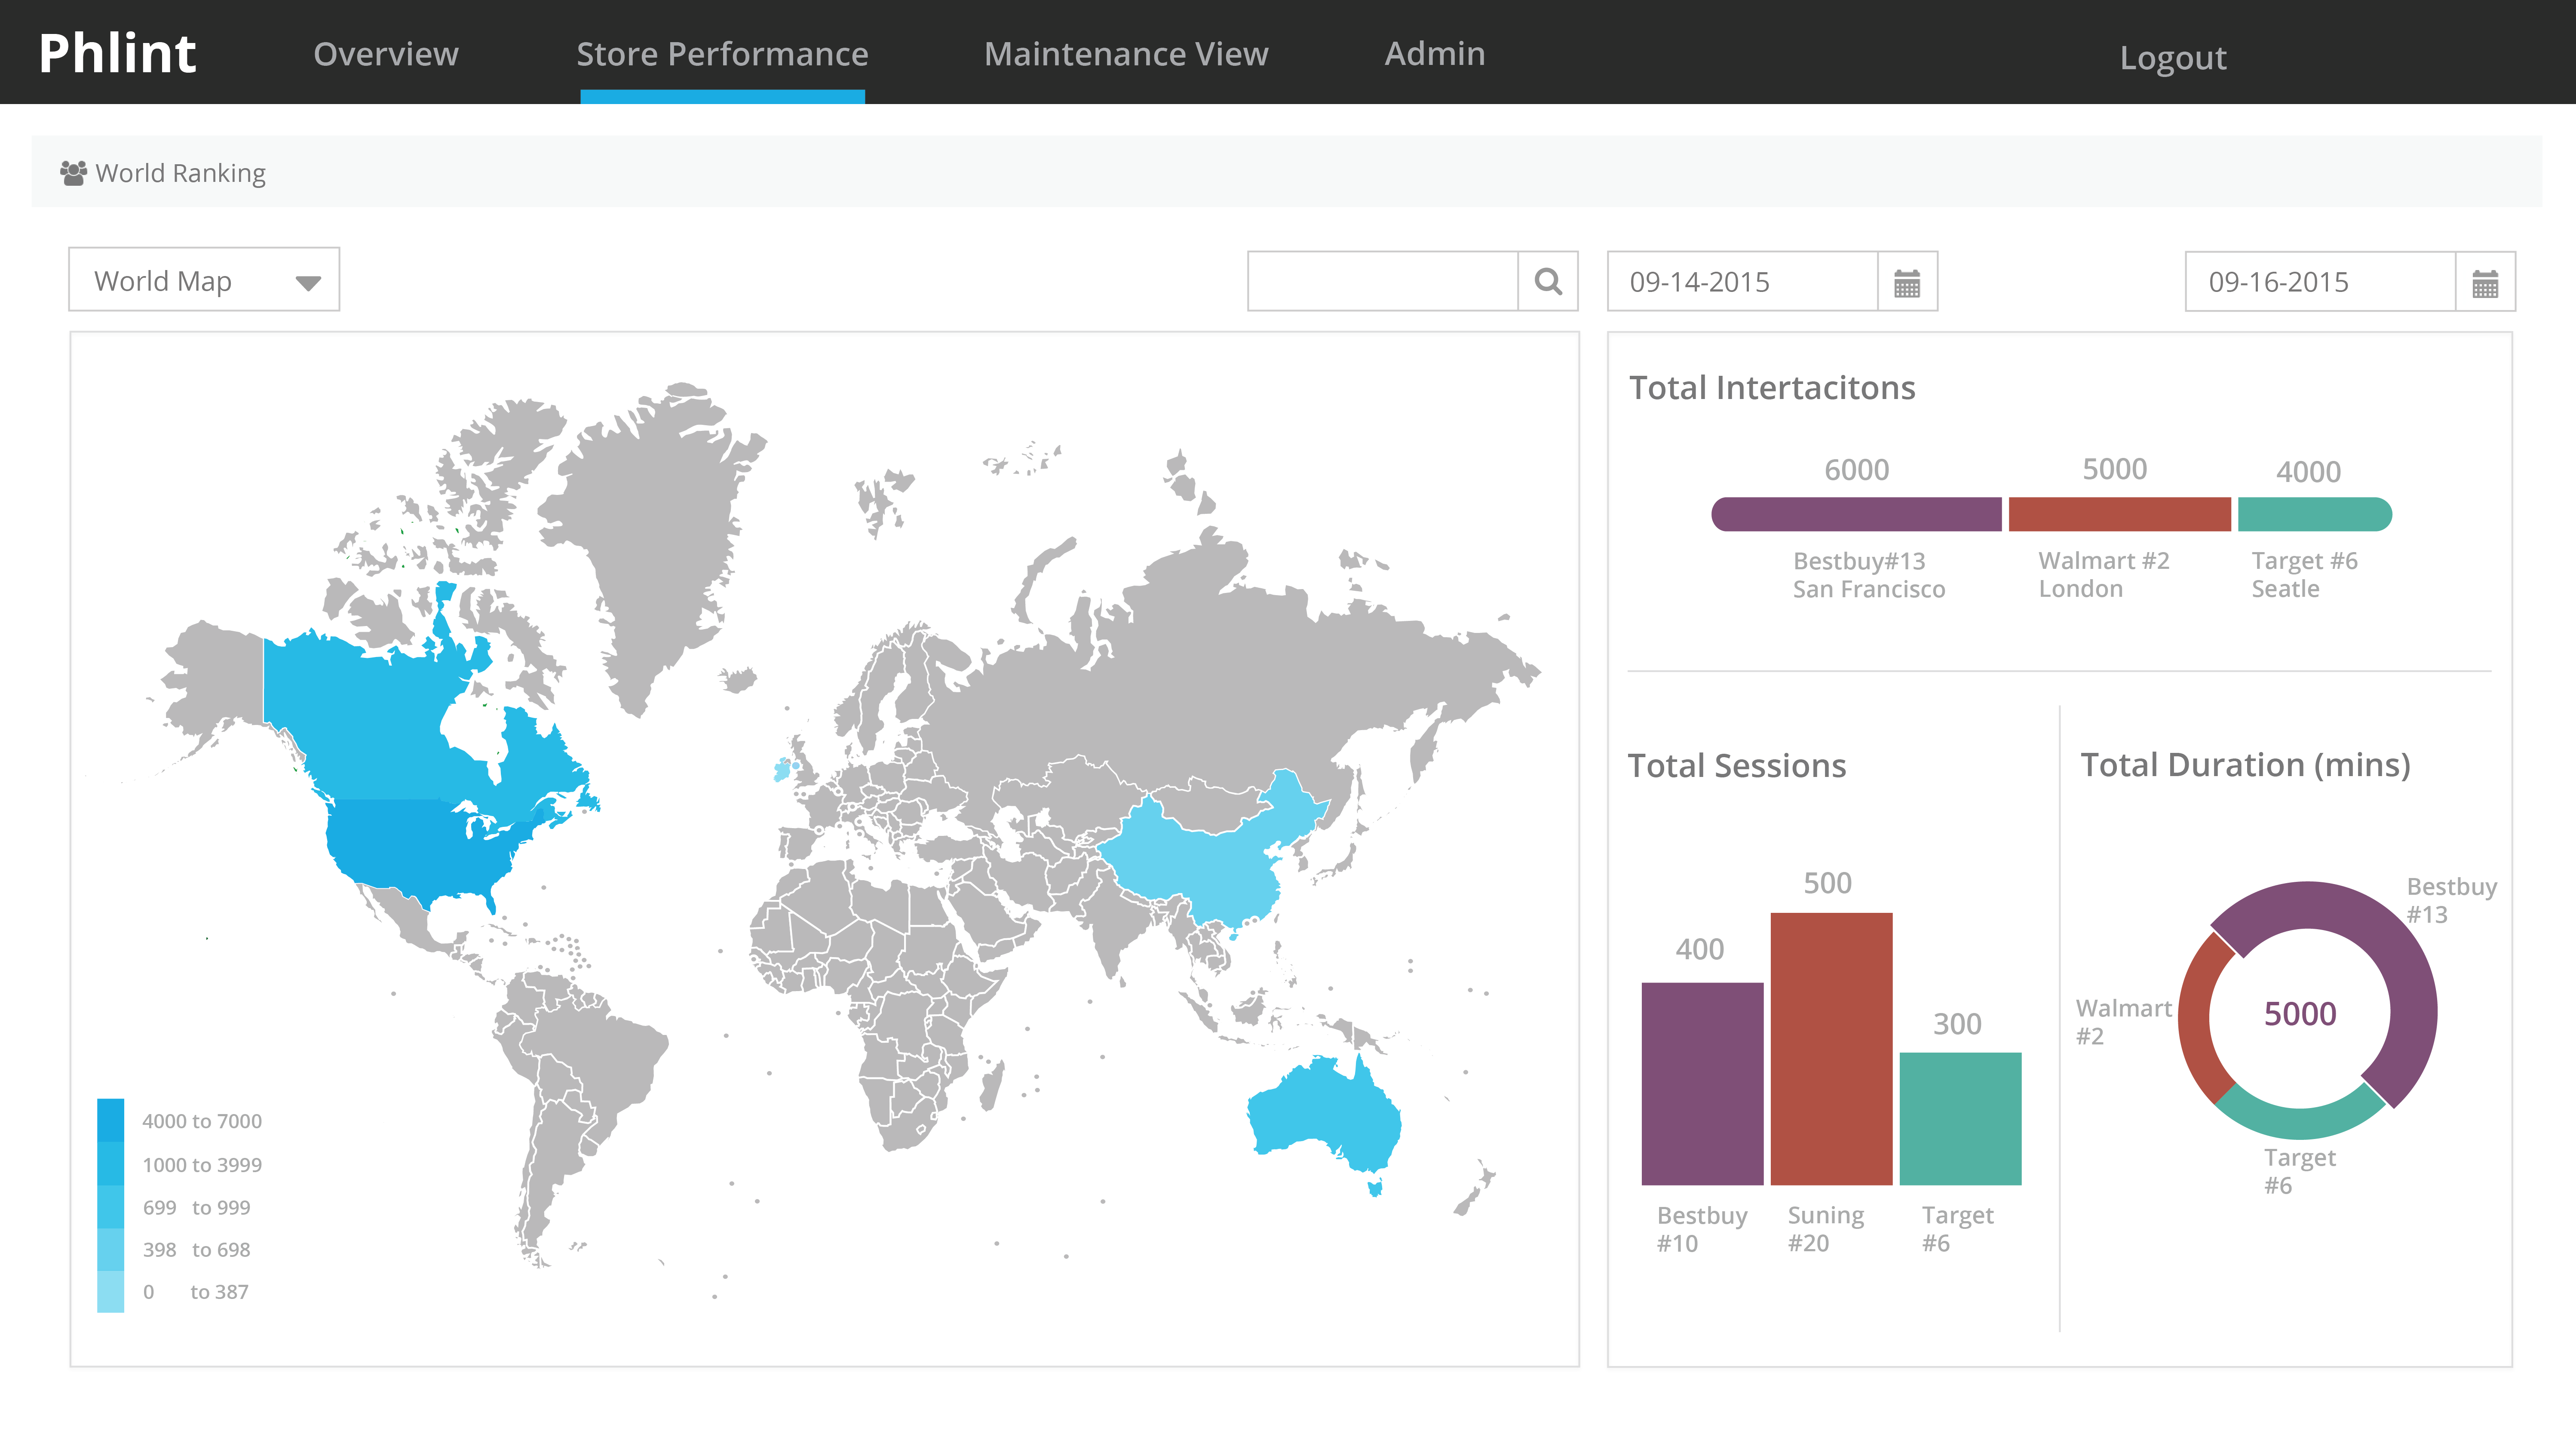 Phlint
Overview
Store Performance
Maintenance View
Admin
Logout
World Ranking
World Map
09-14-2015
09-16-2015
4000 to 7000
1000 to 3999
699 to 999
398 to 698
0 to 387
Total Intertacitons
6000
5000
4000
Bestbuy#13
San Francisco
Walmart #2
London
Target #6
Seatle
Total Sessions
400
500
300
Bestbuy
#10
Suning
#20
Target
#6
Total Duration (mins)
Bestbuy
#13
Walmart
#2
5000
Target
#6